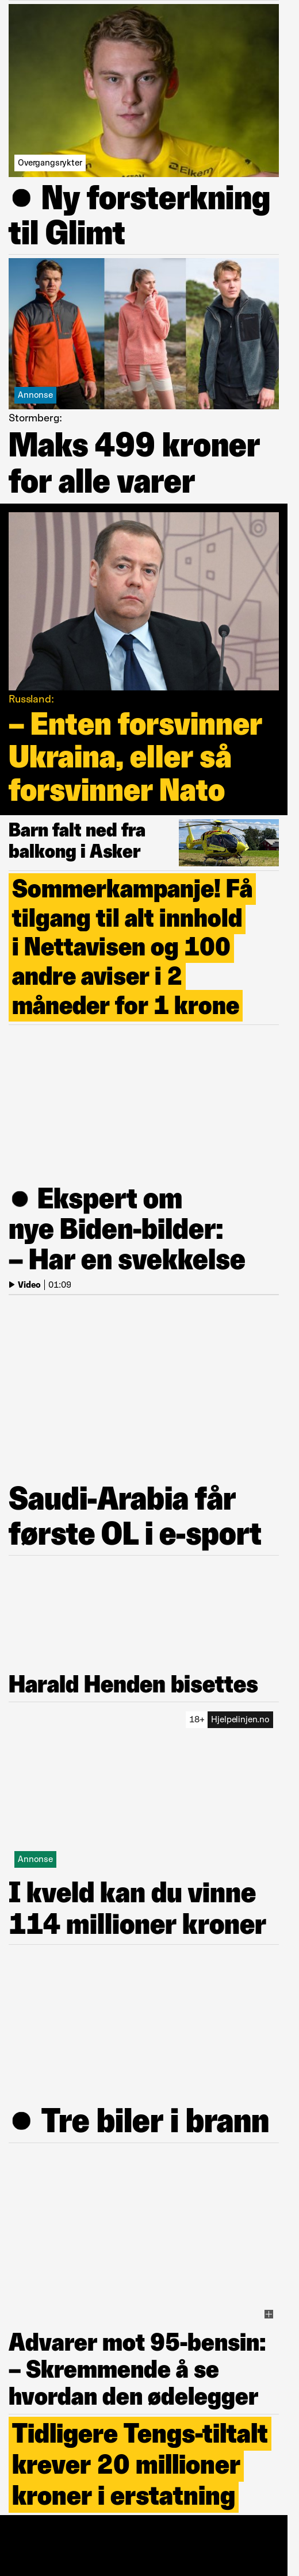 Elkem
Overgangsrykter
● Ny forsterkning
til Glimt
Annonse
Stormberg:
Maks 499 kroner
for alle varer
Russland:
– Enten forsvinner
Ukraina, eller så
forsvinner Nato
Barn falt ned fra
balkong i Asker
Sommerkampanje! Få
tilgang til alt innhold
i Nettavisen og 100
andre aviser i 2
måneder for 1 krone
● Ekspert om
nye Biden-bilder:
– Har en svekkelse
Video | 01:09
Saudi-Arabia får
første OL i e-sport
Harald Henden bisettes
18+ Hjelpelinjen.no
Annonse
I kveld kan du vinne
114 millioner kroner
● Tre biler i brann
Advarer mot 95-bensin:
– Skremmende å se
hvordan den ødelegger
Tidligere Tengs-tiltalt
krever 20 millioner
kroner i erstatning